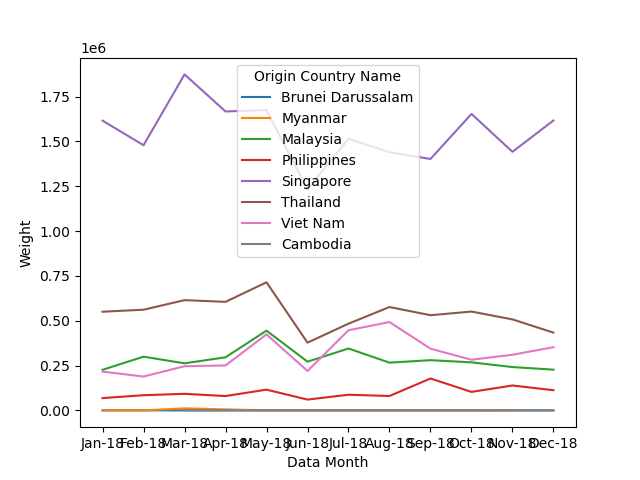 1e6
Origin Country Name
Brunei Darussalam
Myanmar
Malaysia
Philippines
Singapore
Thailand
Viet Nam
Cambodia
1.75
1.50
1.25
1.00
0.75
0.50
0.25
0.00
Weight
Jan-18 Feb-18 Mar-18 Apr-18 May-18 Jun-18 Jul-18 Aug-18 Sep-18 Oct-18 Nov-18 Dec-18
Data Month